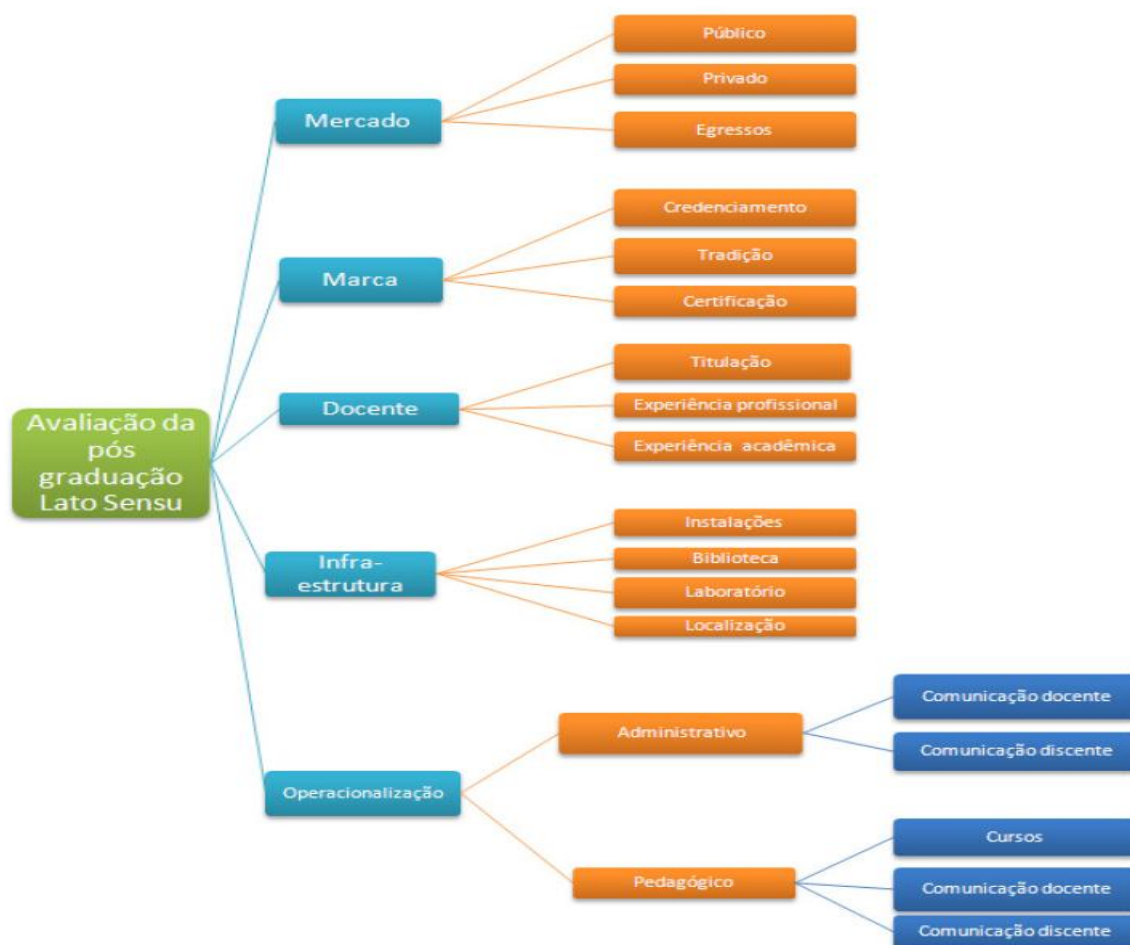 Avaliação da
pós
graduação
Lato Sensu
Mercado
Público
Privado
Egressos
Marca
Credenciamento
Tradição
Certificação
Docente
Titulação
Experiência profissional
Experiência acadêmica
Infra-
estrutura
Instalações
Biblioteca
Laboratório
Localização
Operacionalização
Administrativo
Comunicação docente
Comunicação discente
Pedagógico
Cursos
Comunicação docente
Comunicação discente